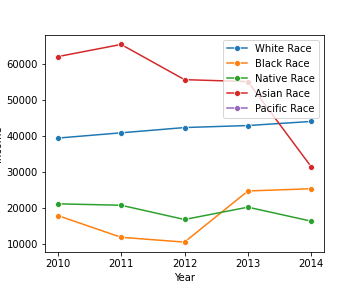 White Race
Black Race
Native Race
Asian Race
Pacific Race
60000
50000
40000
30000
20000
10000
2010
2011
2012
2013
2014
Year